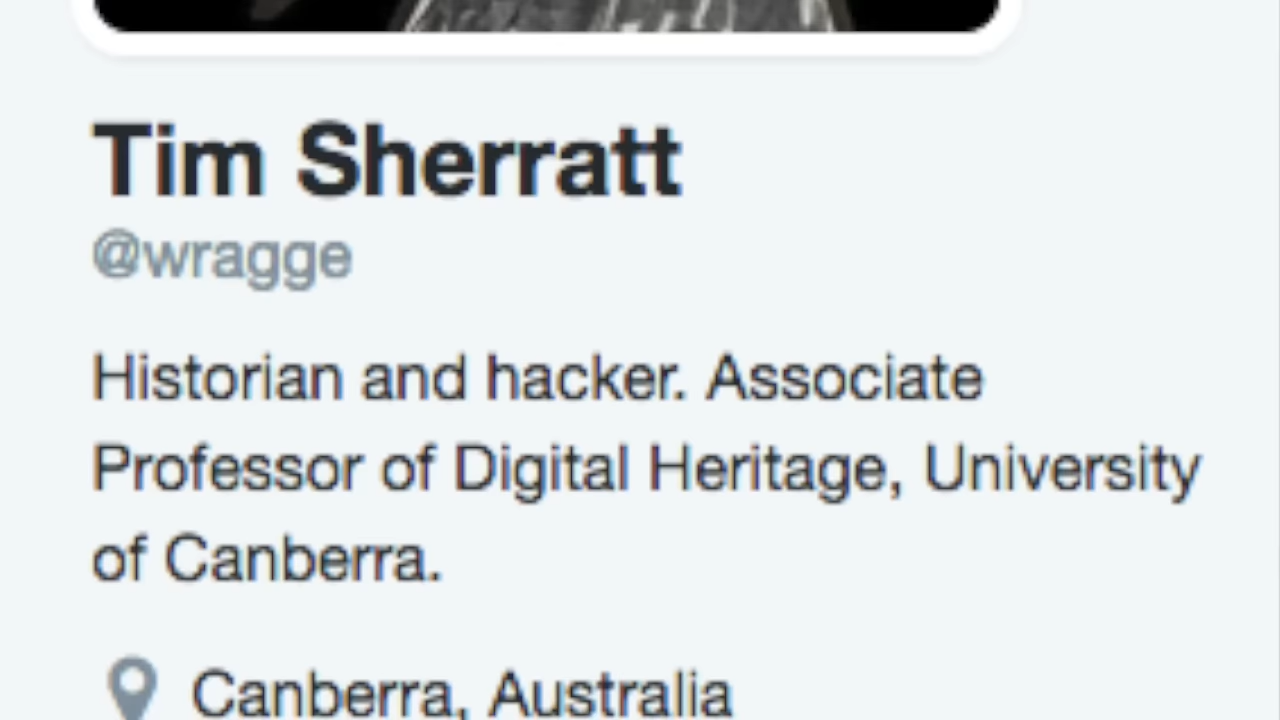 Tim Sherratt
@wragge
Historian and hacker. Associate
Professor of Digital Heritage, University
of Canberra.
Canberra, Australia